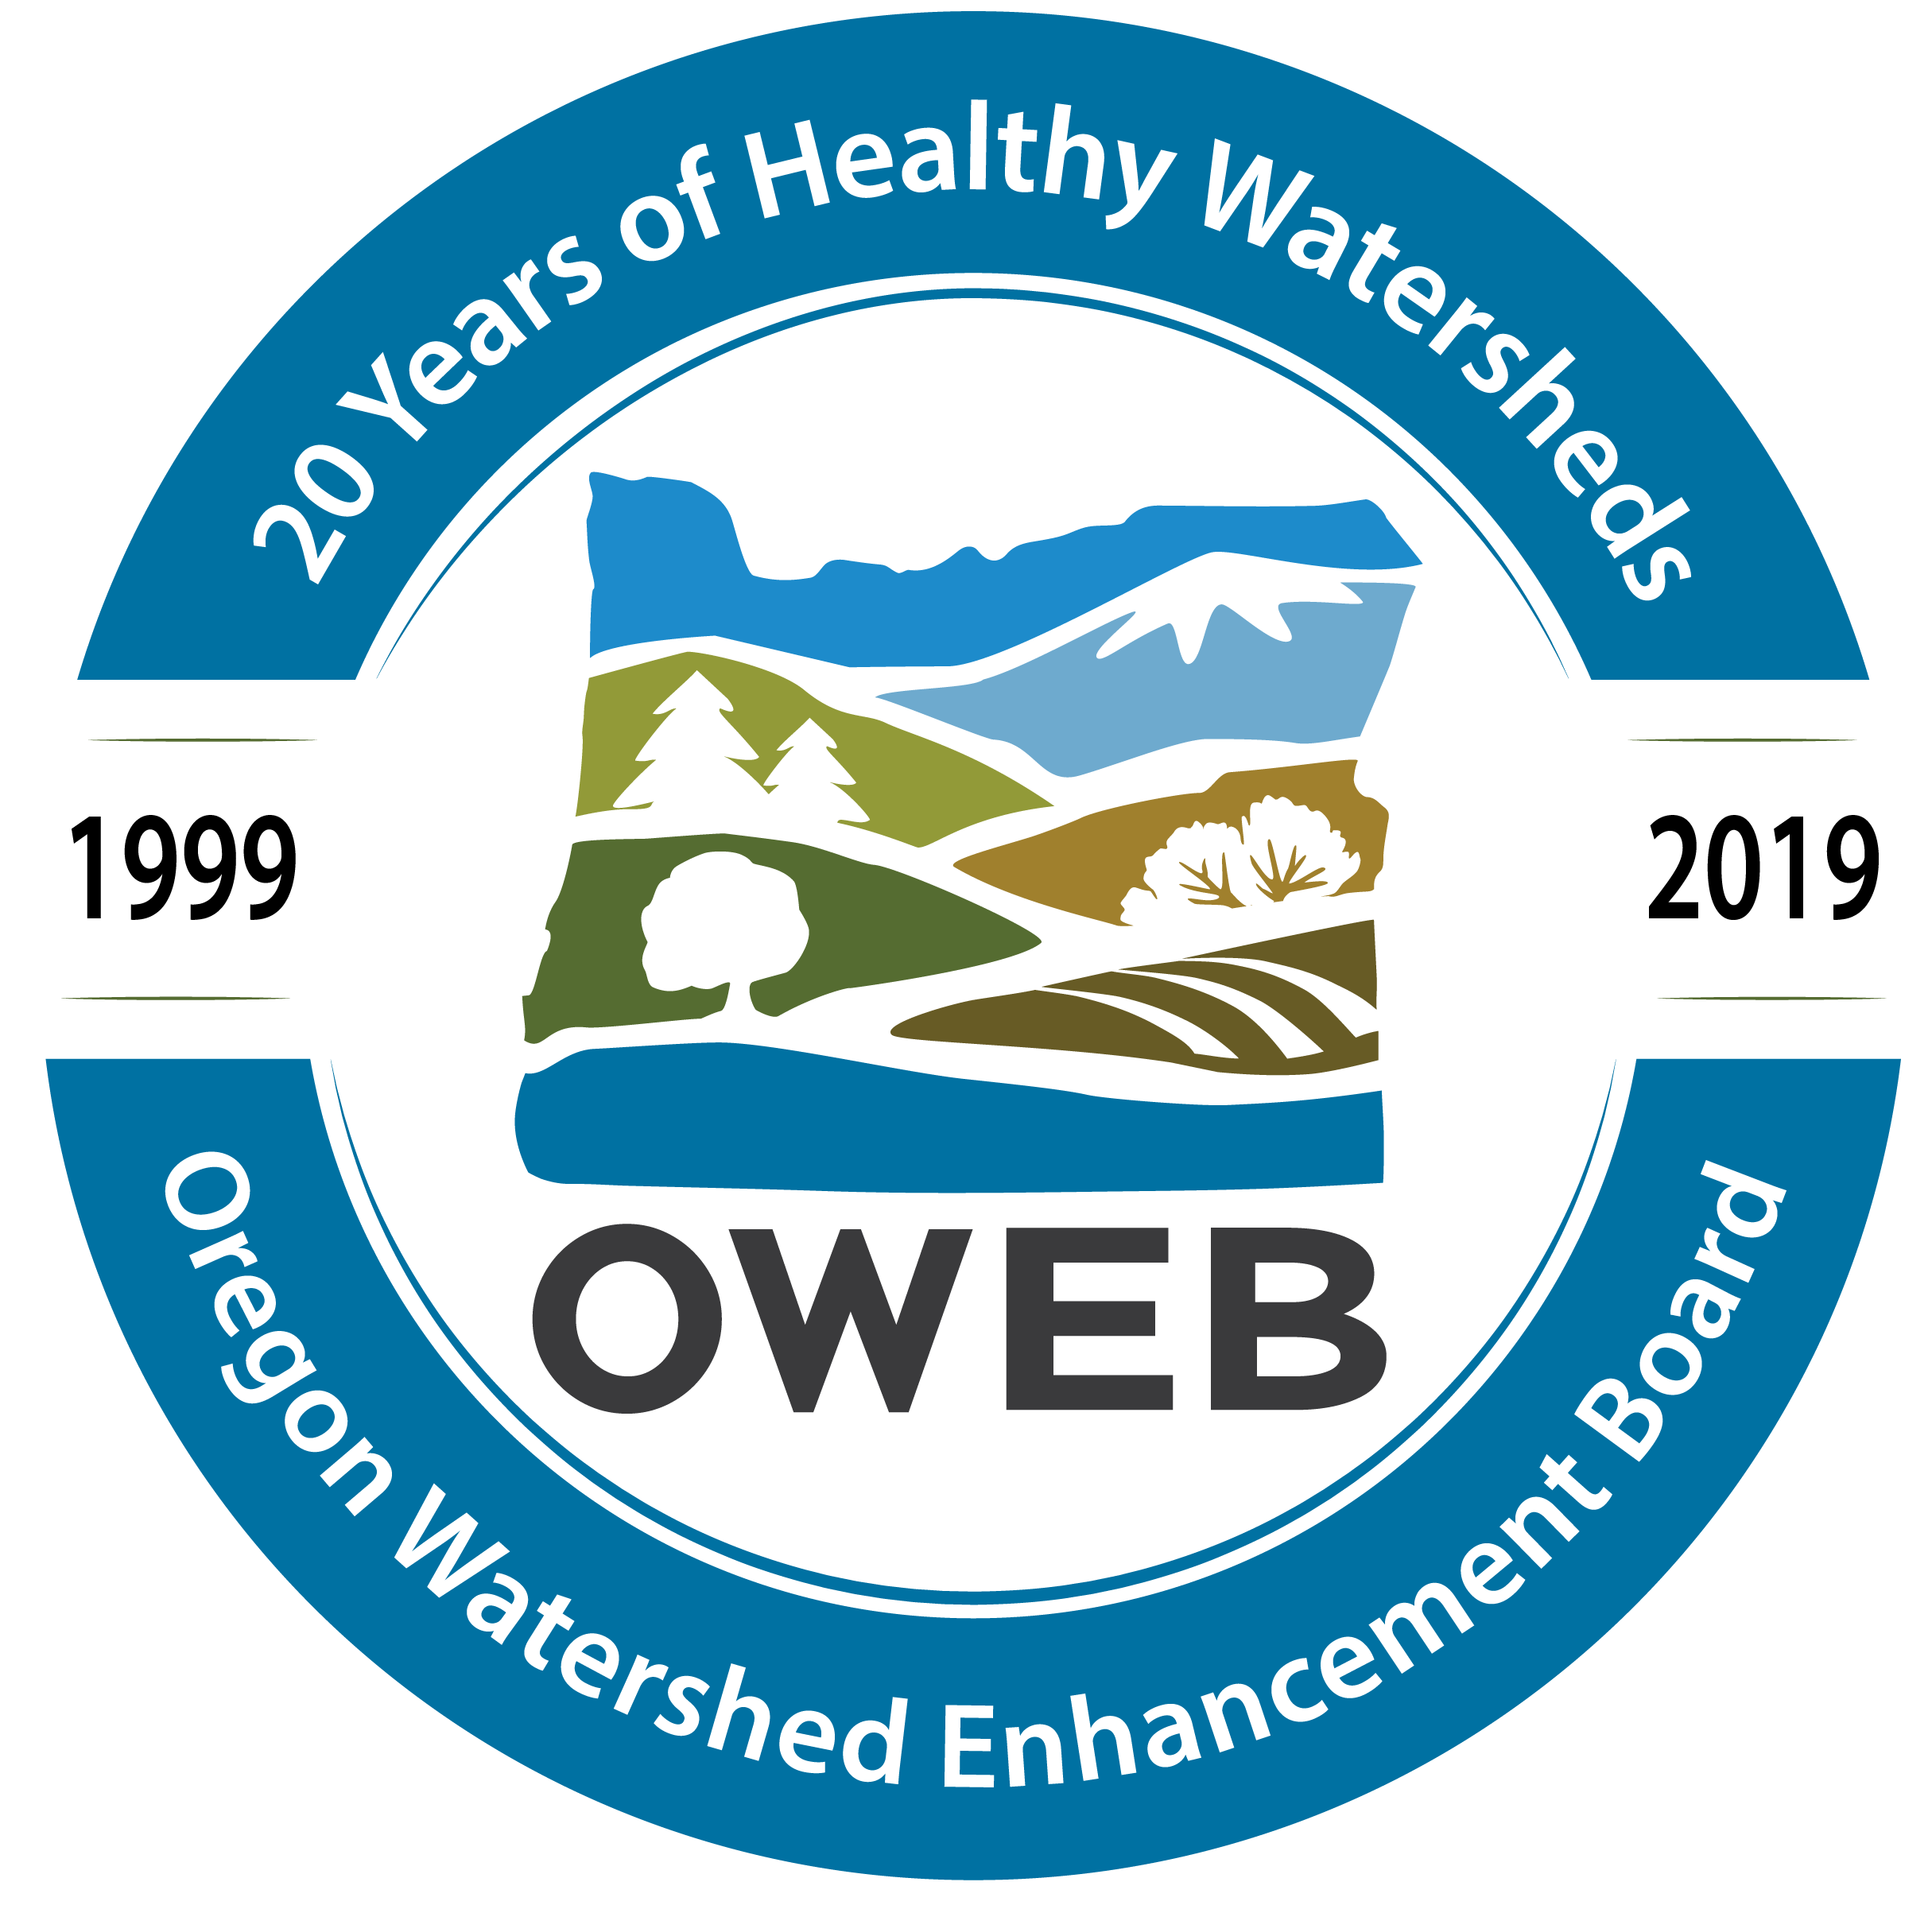 20 Years of Healthy Watersheds
1999
2019
OWEB
Oregon Watershed Enhancement Board